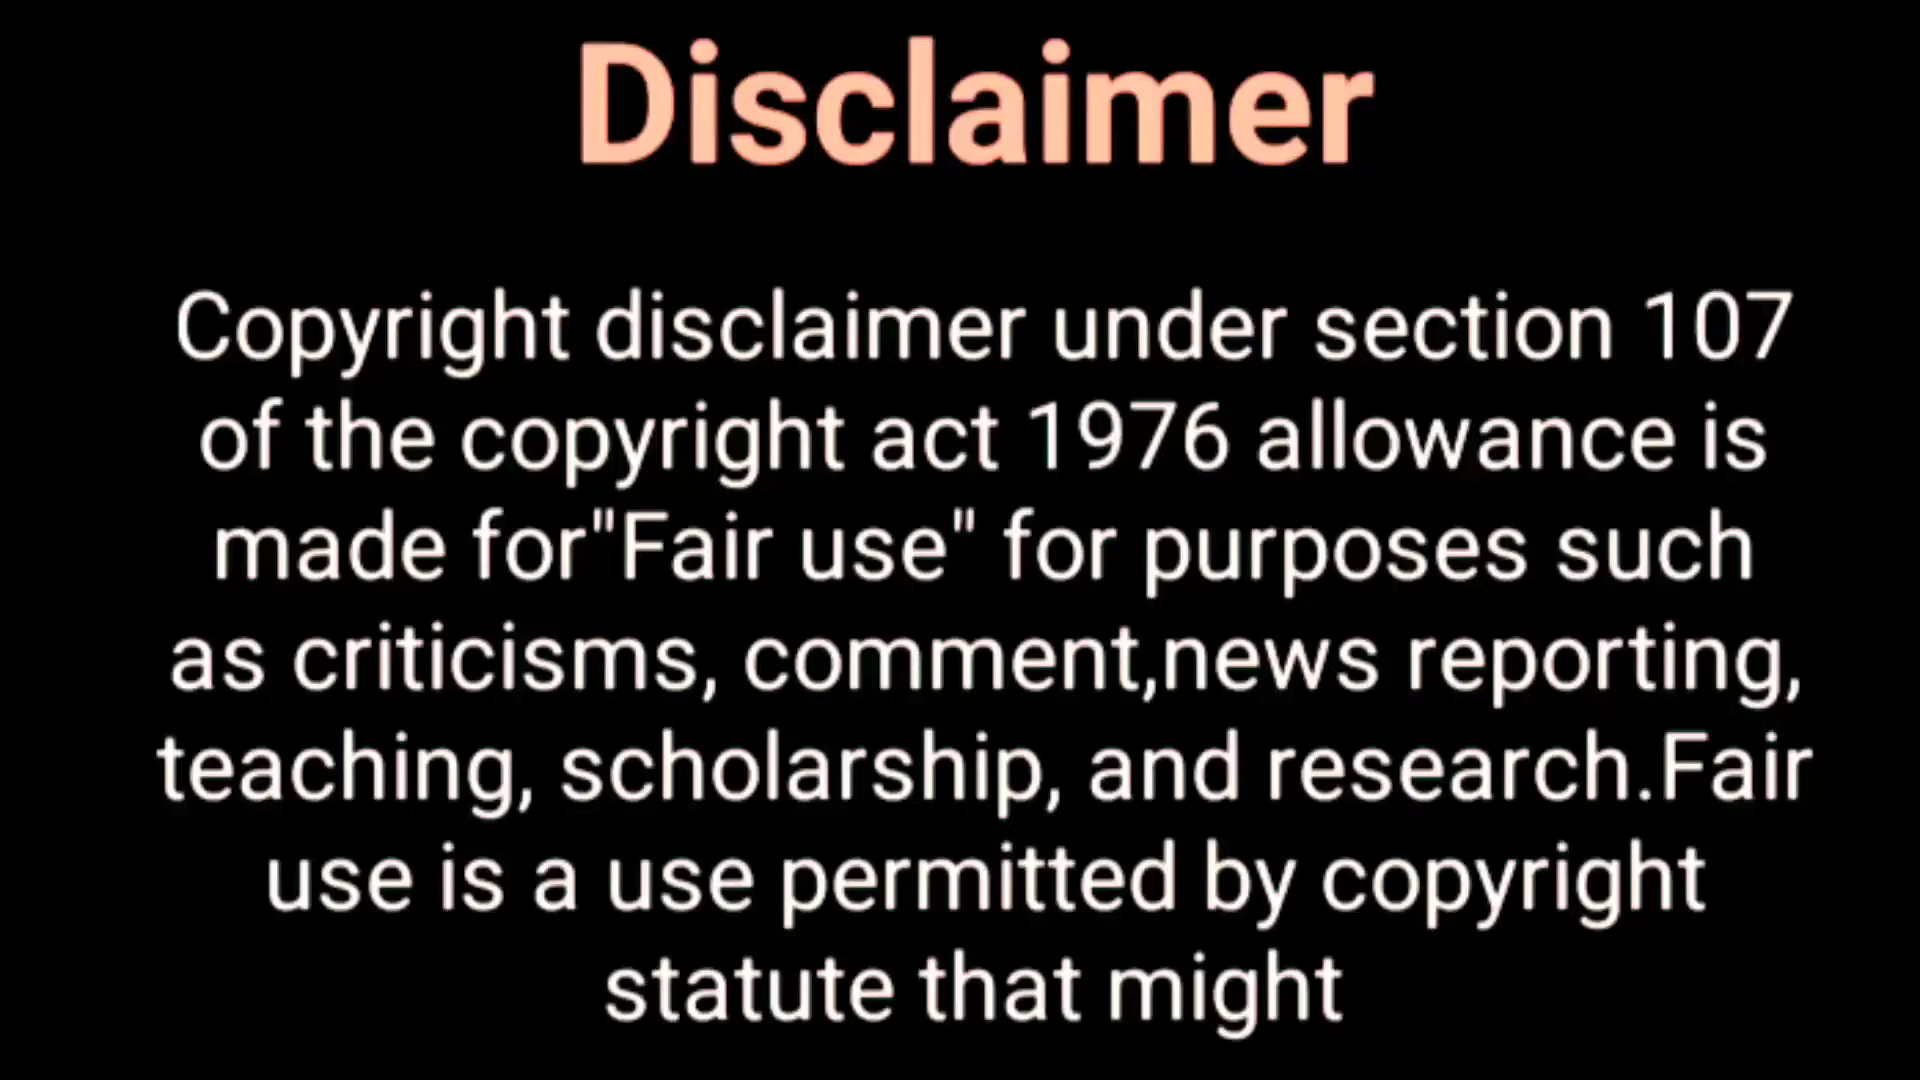 Disclaimer
Copyright disclaimer under section 107
of the copyright act 1976 allowance is
made for"Fair use" for purposes such
as criticisms, comment,news reporting,
teaching, scholarship, and research.Fair
use is a use permitted by copyright
statute that might